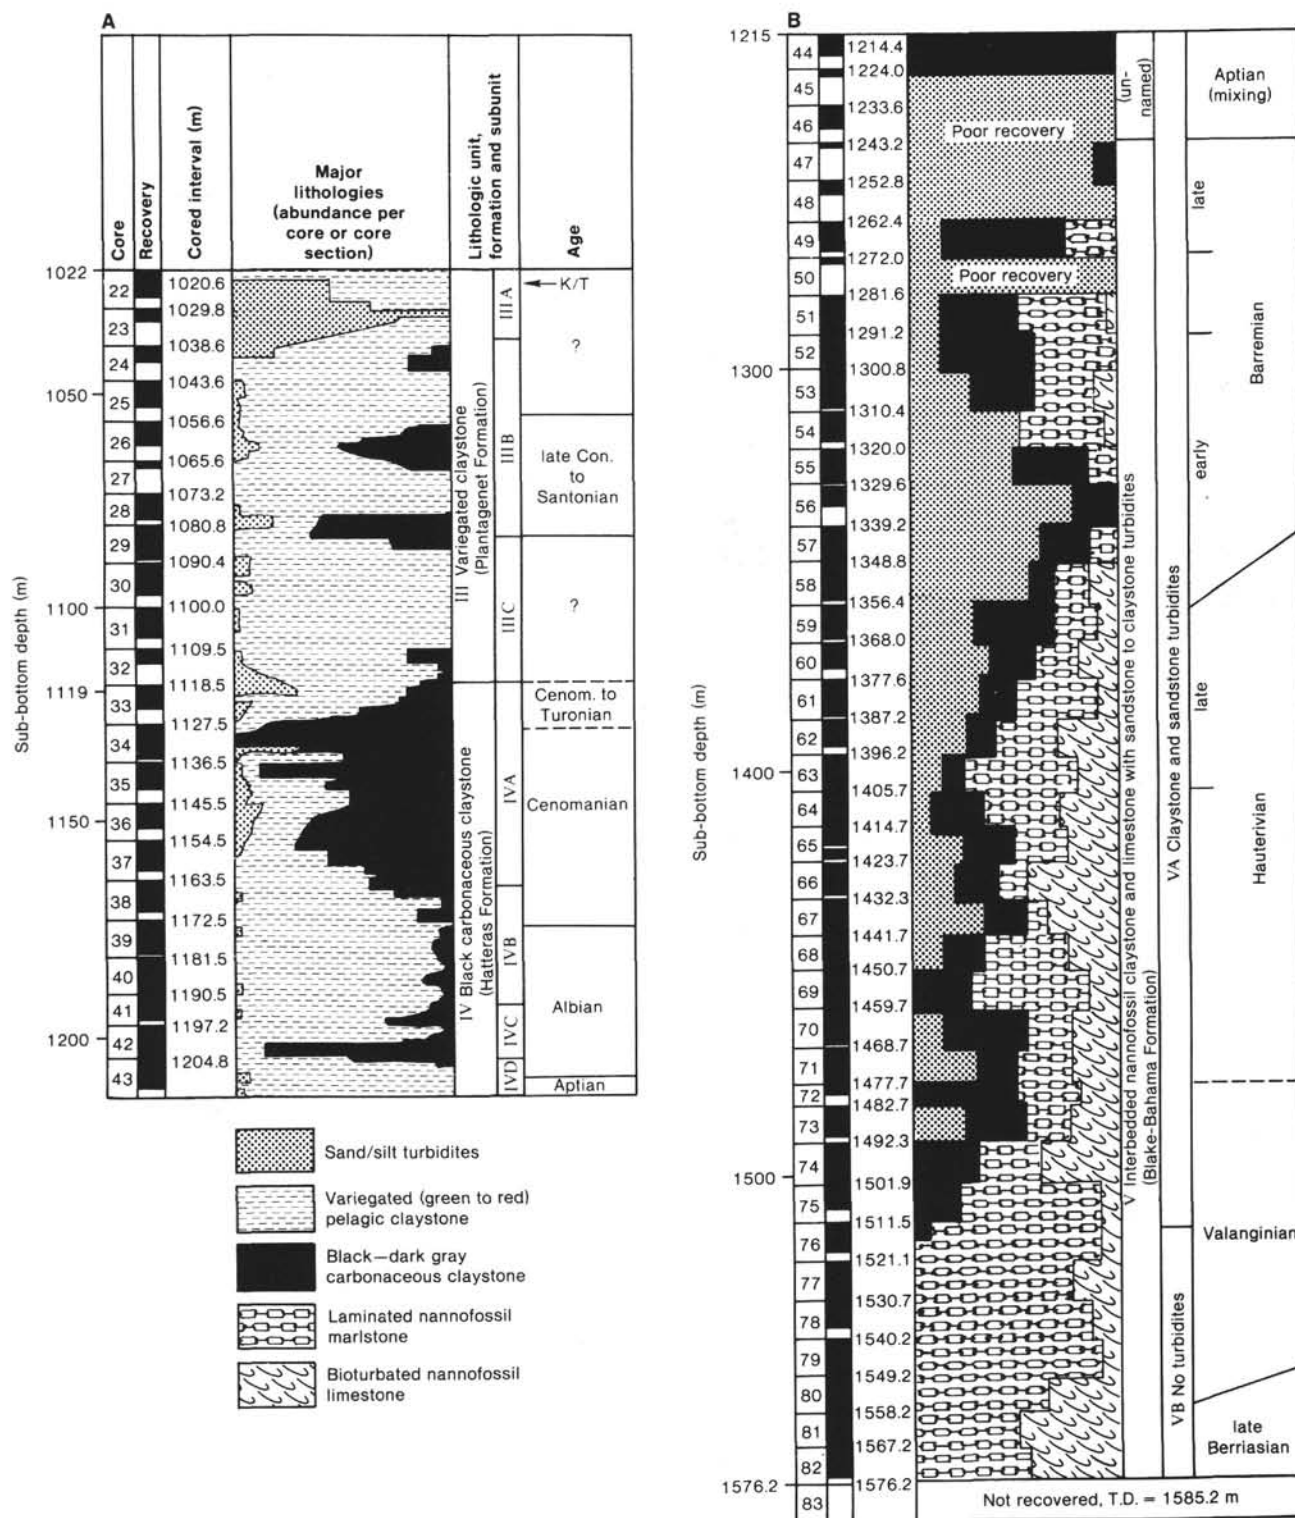 A
Sub-bottom depth (m)
Core
Recovery
Cored interval (m)
Major
lithologies
(abundance per
core or core
section)
Lithologic unit,
formation and subunit
Age
1022
1050
1100
1119
1150
1200
22
23
24
25
26
27
28
29
30
31
32
33
34
35
36
37
38
39
40
41
42
43
1020.6
1029.8
1038.6
1043.6
1056.6
1065.6
1073.2
1080.8
1090.4
1100.0
1109.5
1118.5
1127.5
1136.5
1145.5
1154.5
1163.5
1172.5
1181.5
1190.5
1197.2
1204.8
III Variegated claystone
(Plantagenet Formation)
IV Black carbonaceous claystone
(Hatteras Formation)
III A
III B
III C
IVA
IVB
IVC
IVD
K/T
?
late Con.
to
Santonian
?
Cenom. to
Turonian
Cenomanian
Albian
Aptian
Sand/silt turbidites
Variegated (green to red)
pelagic claystone
Black—dark gray
carbonaceous claystone
Laminated nannofossil
marlstone
Bioturbated nannofossil
limestone
B
Sub-bottom depth (m)
1215
1300
1400
1500
1576.2
44
45
46
47
48
49
50
51
52
53
54
55
56
57
58
59
60
61
62
63
64
65
66
67
68
69
70
71
72
73
74
75
76
77
78
79
80
81
82
83
1214.4
1224.0
1233.6
1243.2
1252.8
1262.4
1272.0
1281.6
1291.2
1300.8
1310.4
1320.0
1329.6
1339.2
1348.8
1356.4
1368.0
1377.6
1387.2
1396.2
1405.7
1414.7
1423.7
1432.3
1441.7
1450.7
1459.7
1468.7
1477.7
1482.7
1492.3
1501.9
1511.5
1521.1
1530.7
1540.2
1549.2
1558.2
1567.2
1576.2
Poor recovery
Poor recovery
(un-
named)
V Interbedded nannofossil claystone and limestone with sandstone to claystone turbidites
(Blake-Bahama Formation)
VA Claystone and sandstone turbidites
VB No turbidites
Aptian
(mixing)
late
early
Barremian
late
Hauterivian
Valanginian
late
Berriasian
Not recovered, T.D. = 1585.2 m